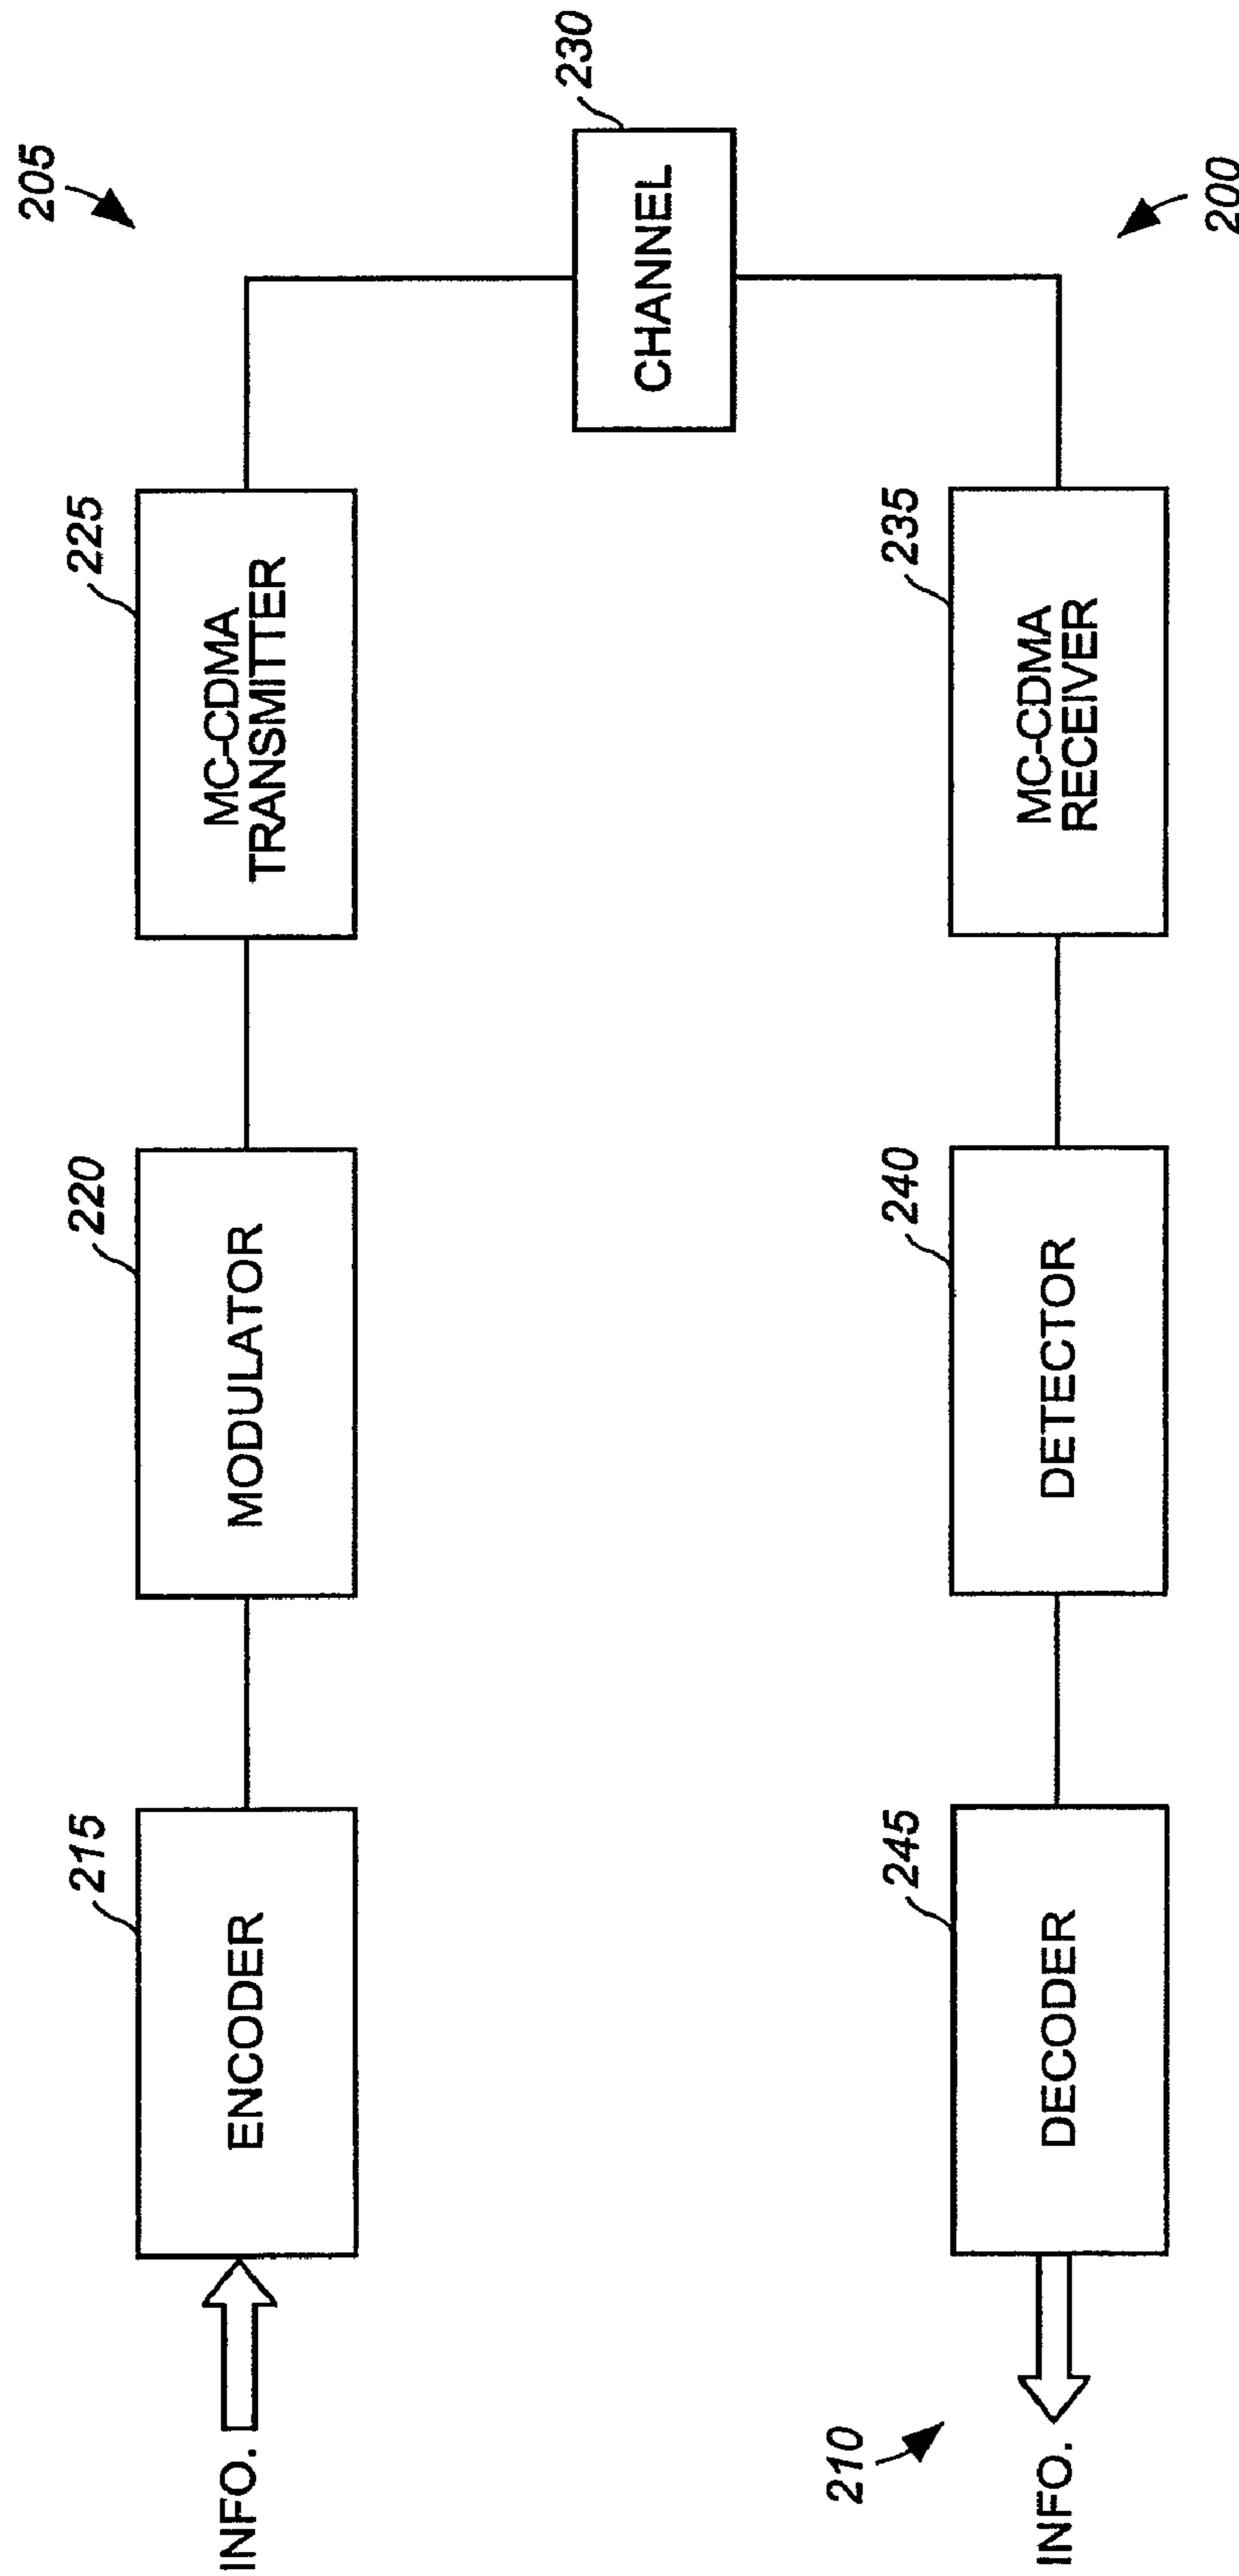 205
INFO.
215
ENCODER
220
MODULATOR
225
MC-CDMA
TRANSMITTER
230
CHANNEL
210
INFO.
245
DECODER
240
DETECTOR
235
MC-CDMA
RECEIVER
200